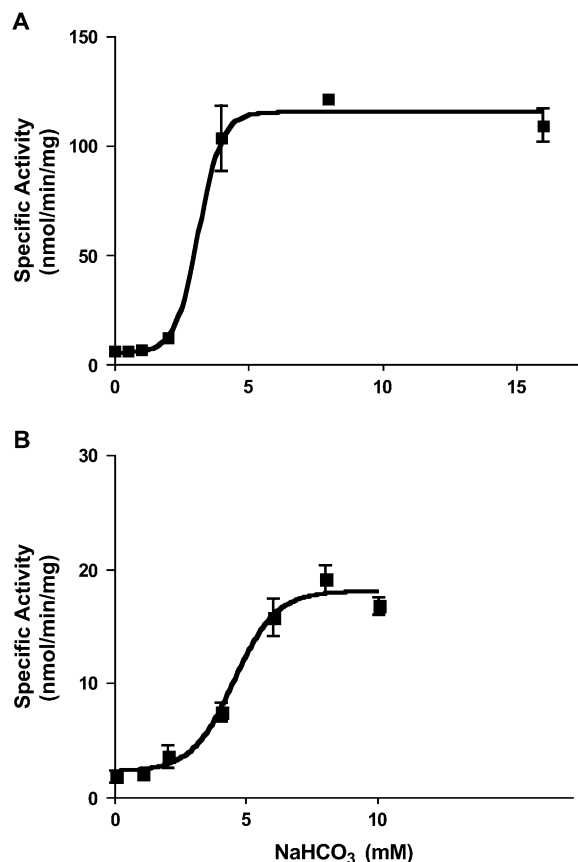 A
Specific Activity
(nmol/min/mg)
150
100
50
0
0 5 10 15
B
Specific Activity
(nmol/min/mg)
30
20
10
0
0 5 10
NaHCO₃ (mM)